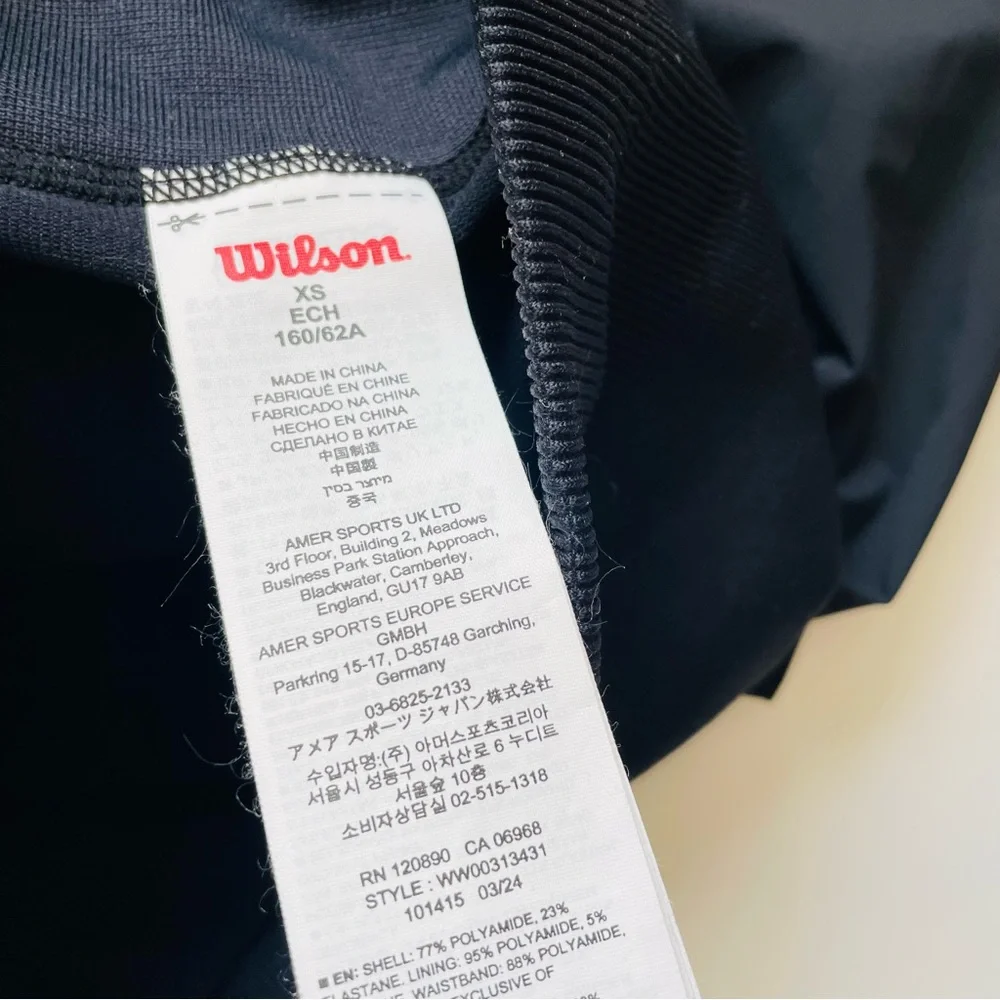 Wilson.
XS
ECH
160/62A
MADE IN CHINA
FABRIQUÉ EN CHINE
FABRICADO NA CHINA
HECHO EN CHINA
СДЕЛАНО В КИТАЕ
中国制造
中国製
מיוצר בסין
중국
AMER SPORTS UK LTD
3rd Floor, Building 2, Meadows
Business Park Station Approach,
Blackwater, Camberley,
England, GU17 9AB
AMER SPORTS EUROPE SERVICE
GMBH
Parkring 15-17, D-85748 Garching,
Germany
03-6825-2133
アメア スポーツ ジャパン株式会社
수입자명:(주) 아머스포츠코리아
서울시 성동구 아차산로 6 누디트
서울숲 10층
소비자상담실 02-515-1318
RN 120890 CA 06968
STYLE : WW00313431
101415 03/24
■ EN: SHELL: 77% POLYAMIDE, 23%
ELASTANE. LINING: 95% POLYAMIDE, 5%
WAISTBAND: 88% POLYAMIDE,
EXCLUSIVE OF